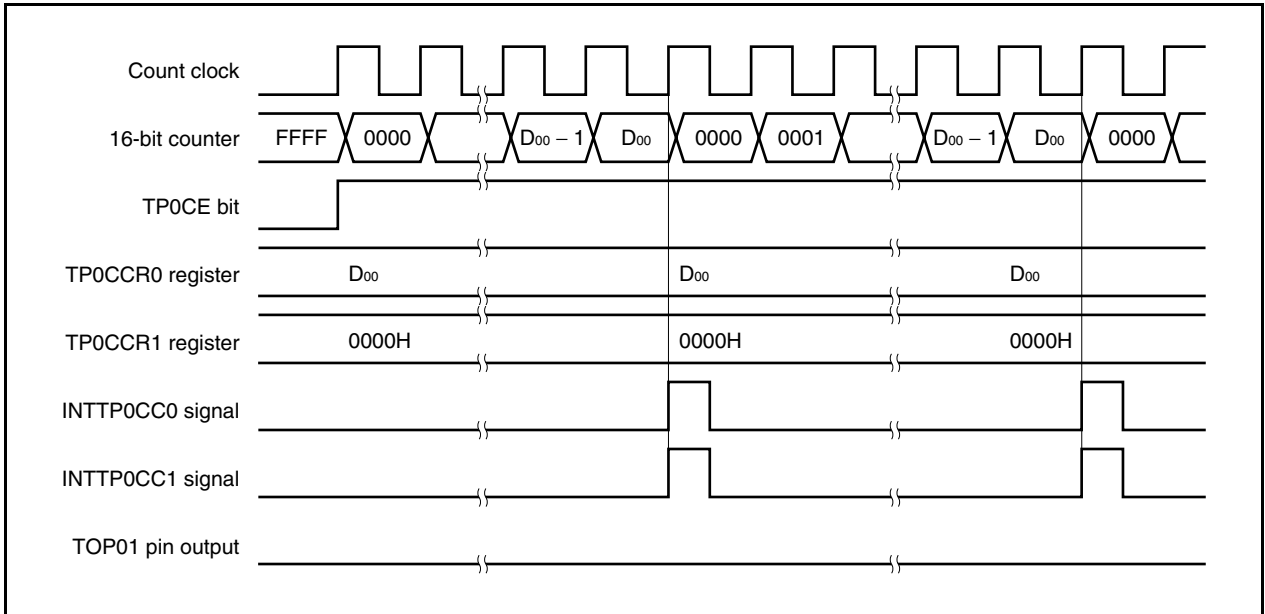 Count clock
16-bit counter FFFF 0000 D00 − 1 D00 0000 0001 D00 − 1 D00 0000
TP0CE bit
TP0CCR0 register D00 D00 D00
TP0CCR1 register 0000H 0000H 0000H
INTTP0CC0 signal
INTTP0CC1 signal
TOP01 pin output